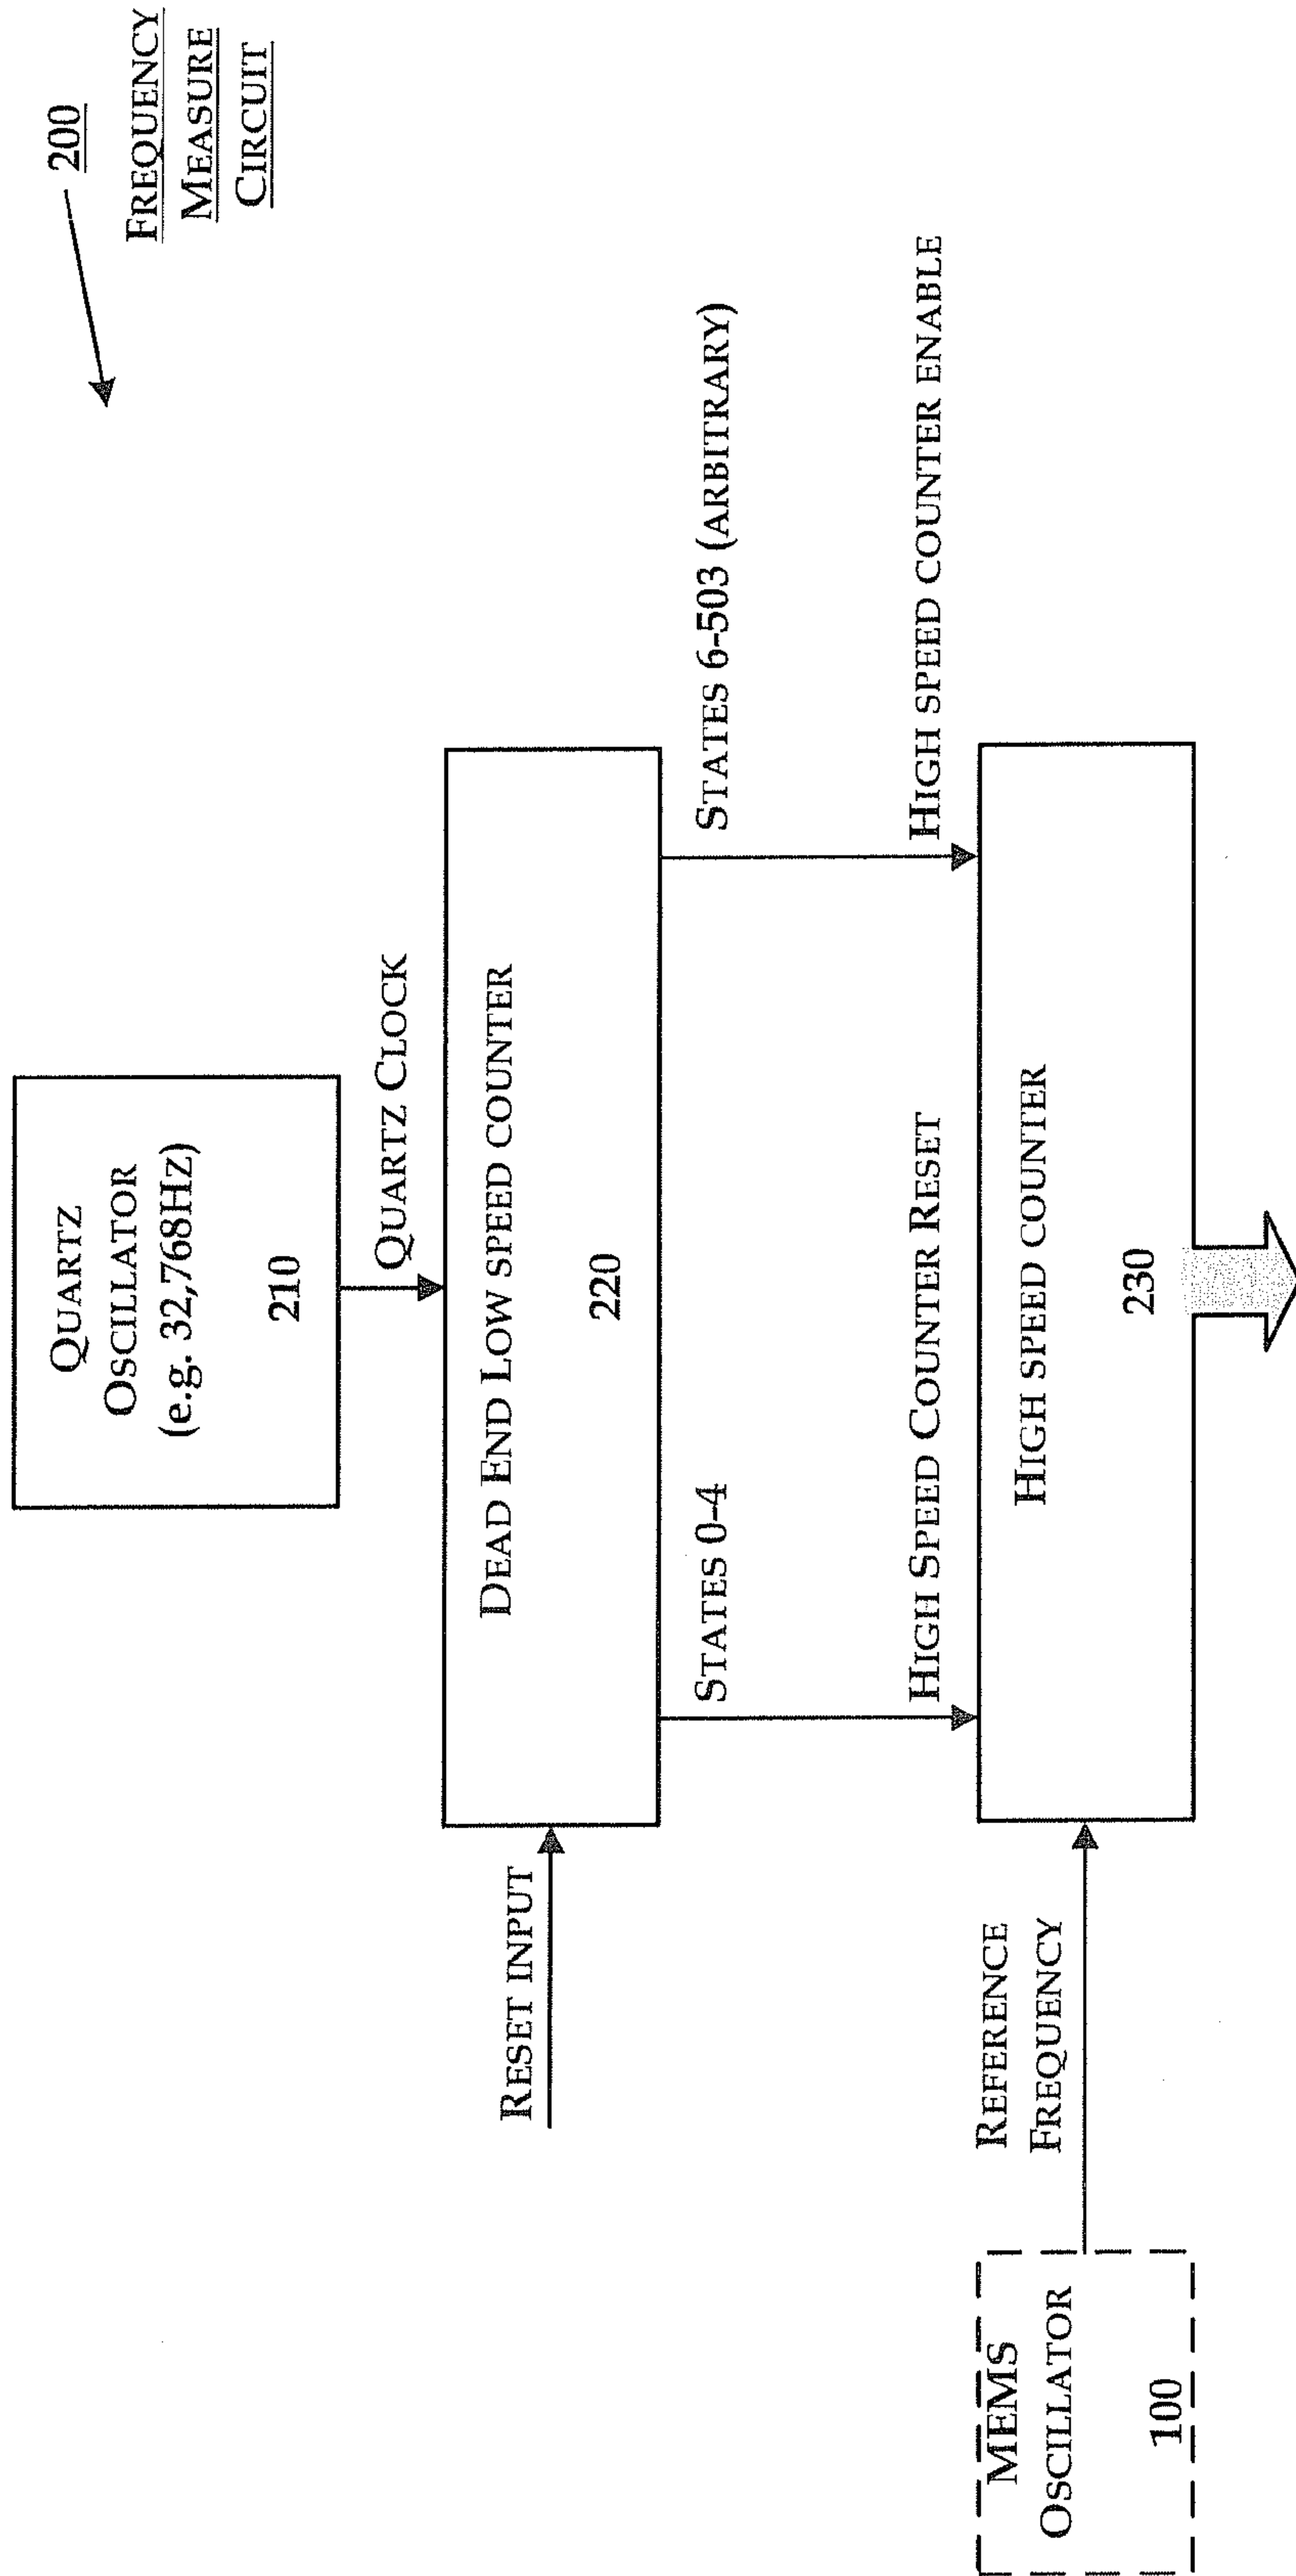 200
FREQUENCY
MEASURE
CIRCUIT
QUARTZ
OSCILLATOR
(e.g. 32,768HZ)
210
QUARTZ CLOCK
RESET INPUT
DEAD END LOW SPEED COUNTER
220
STATES 0-4
STATES 6-503 (ARBITRARY)
HIGH SPEED COUNTER RESET
HIGH SPEED COUNTER ENABLE
MEMS
OSCILLATOR
100
REFERENCE
FREQUENCY
HIGH SPEED COUNTER
230